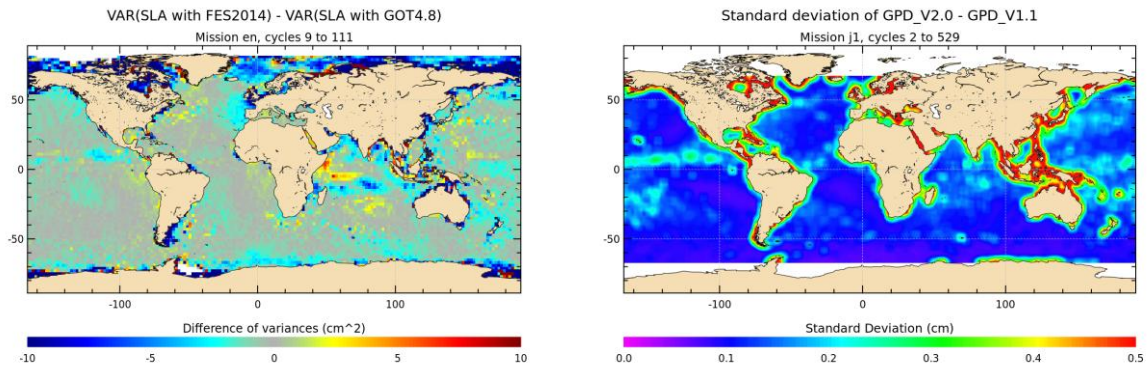 VAR(SLA with FES2014) - VAR(SLA with GOT4.8)
Mission en, cycles 9 to 111
50
0
-50
-100 0 100
Difference of variances (cm^2)
-10 -5 0 5 10
Standard deviation of GPD_V2.0 - GPD_V1.1
Mission j1, cycles 2 to 529
50
0
-50
-100 0 100
Standard Deviation (cm)
0.0 0.1 0.2 0.3 0.4 0.5